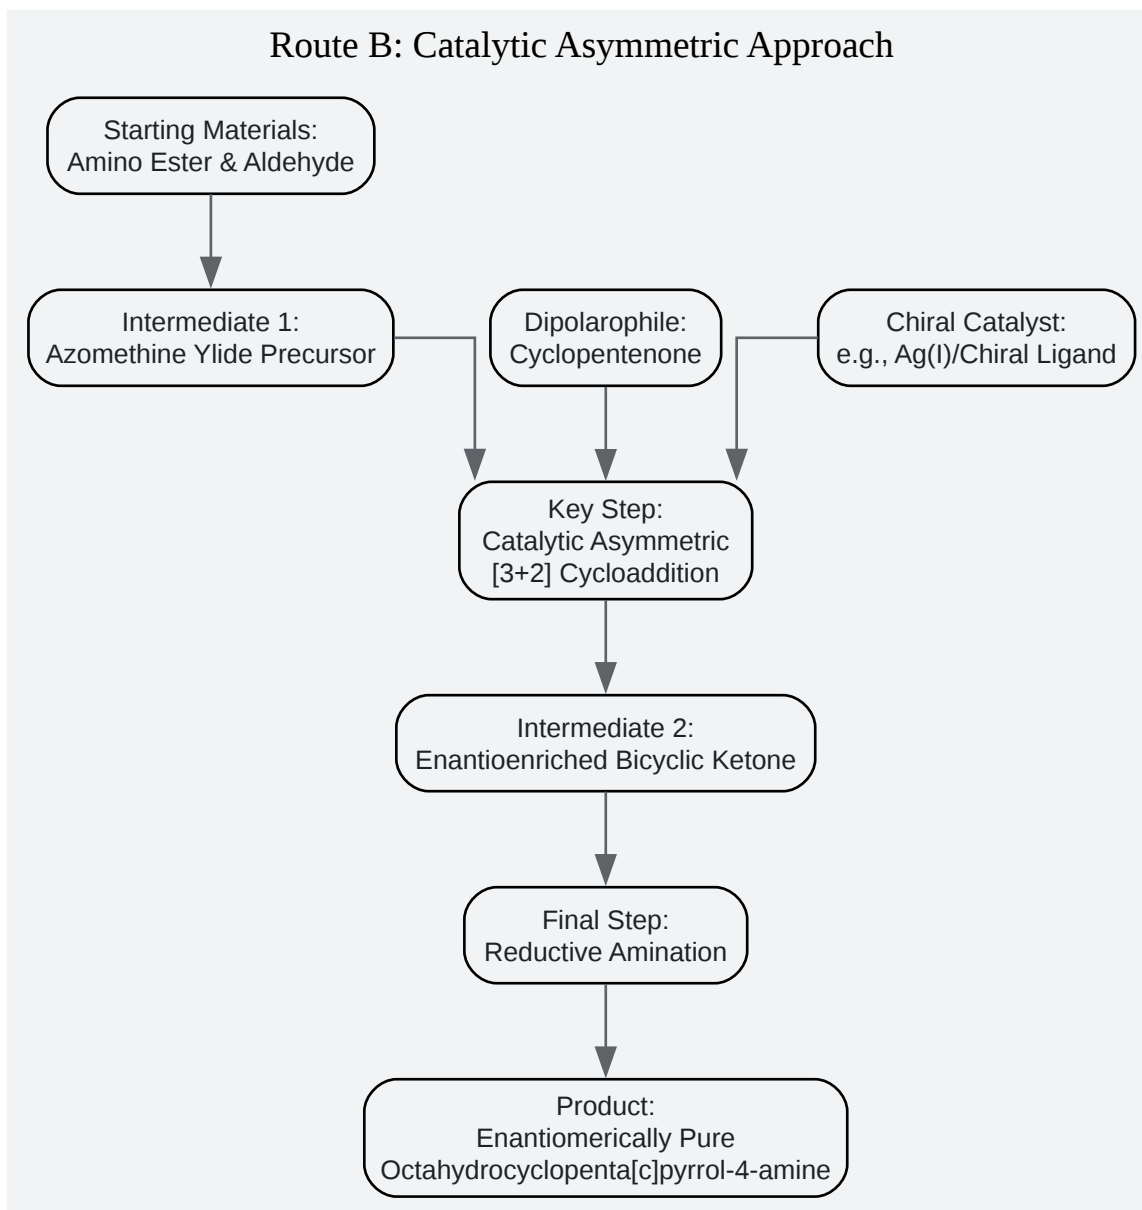 Route B: Catalytic Asymmetric Approach
Starting Materials:
Amino Ester & Aldehyde
Intermediate 1:
Azomethine Ylide Precursor
Dipolarophile:
Cyclopentenone
Chiral Catalyst:
e.g., Ag(I)/Chiral Ligand
Key Step:
Catalytic Asymmetric
[3+2] Cycloaddition
Intermediate 2:
Enantioenriched Bicyclic Ketone
Final Step:
Reductive Amination
Product:
Enantiomerically Pure
Octahydrocyclopenta[c]pyrrol-4-amine